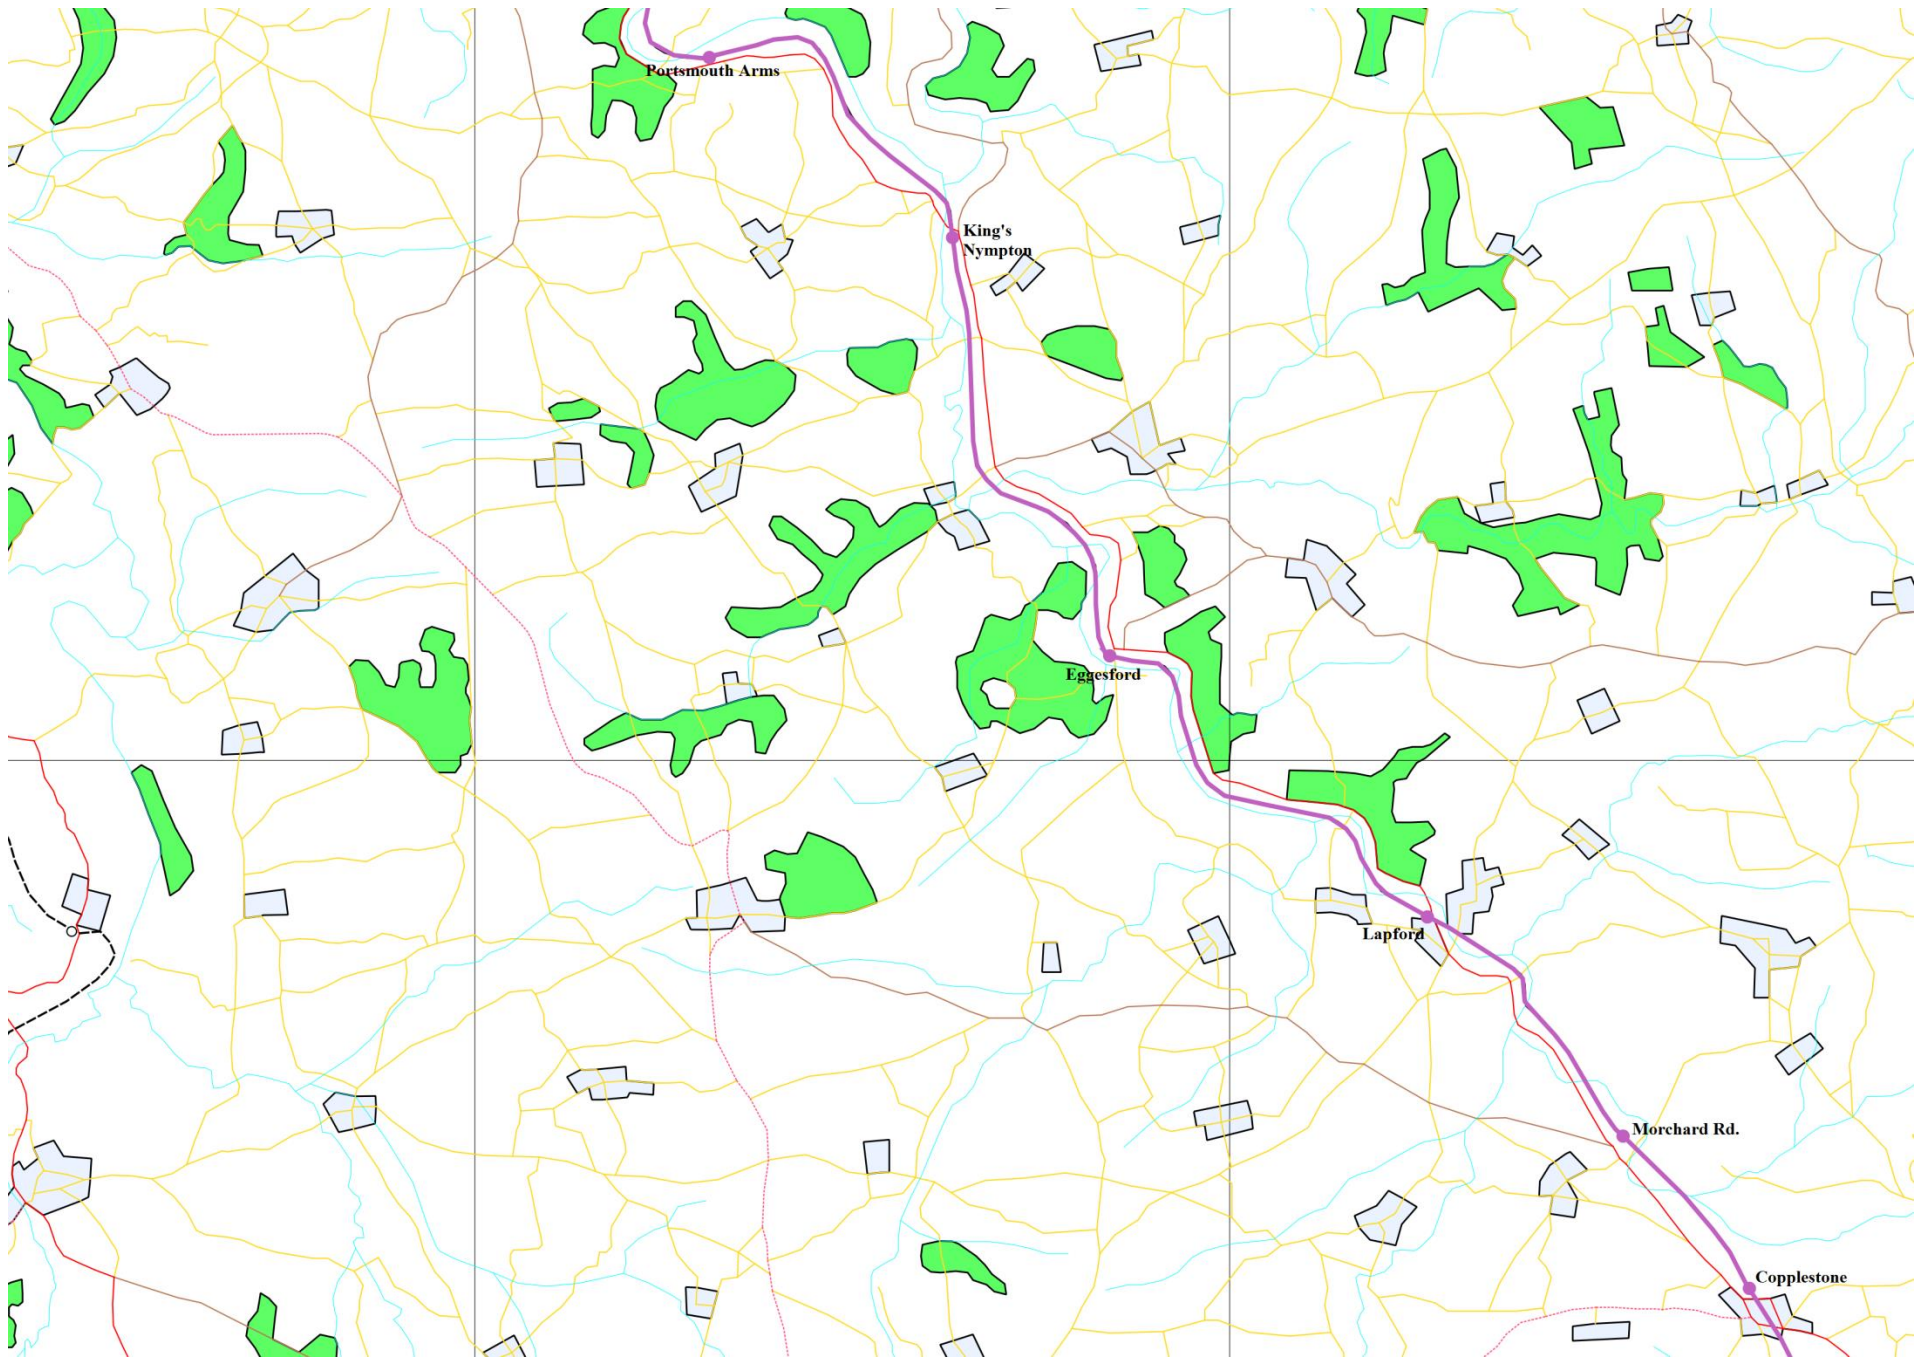 Portsmouth Arms
King's
Nympton
Eggesford
Lapford
Morchard Rd.
Copplestone